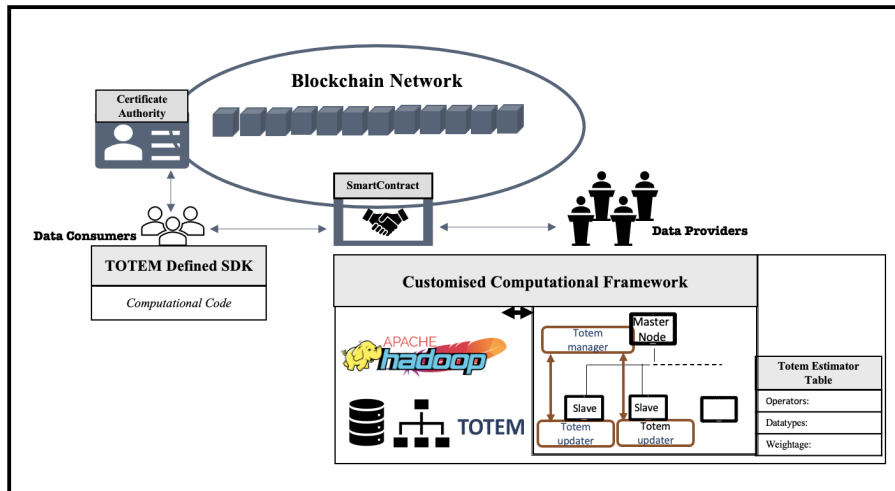 Blockchain Network
Certificate
Authority
SmartContract
Data Consumers
Data Providers
TOTEM Defined SDK
Computational Code
Customised Computational Framework
APACHE
hadoop
TOTEM
Master
Node
Totem
manager
Slave
Slave
Totem
updater
Totem
updater
Totem Estimator
Table
Operators:
Datatypes:
Weightage: